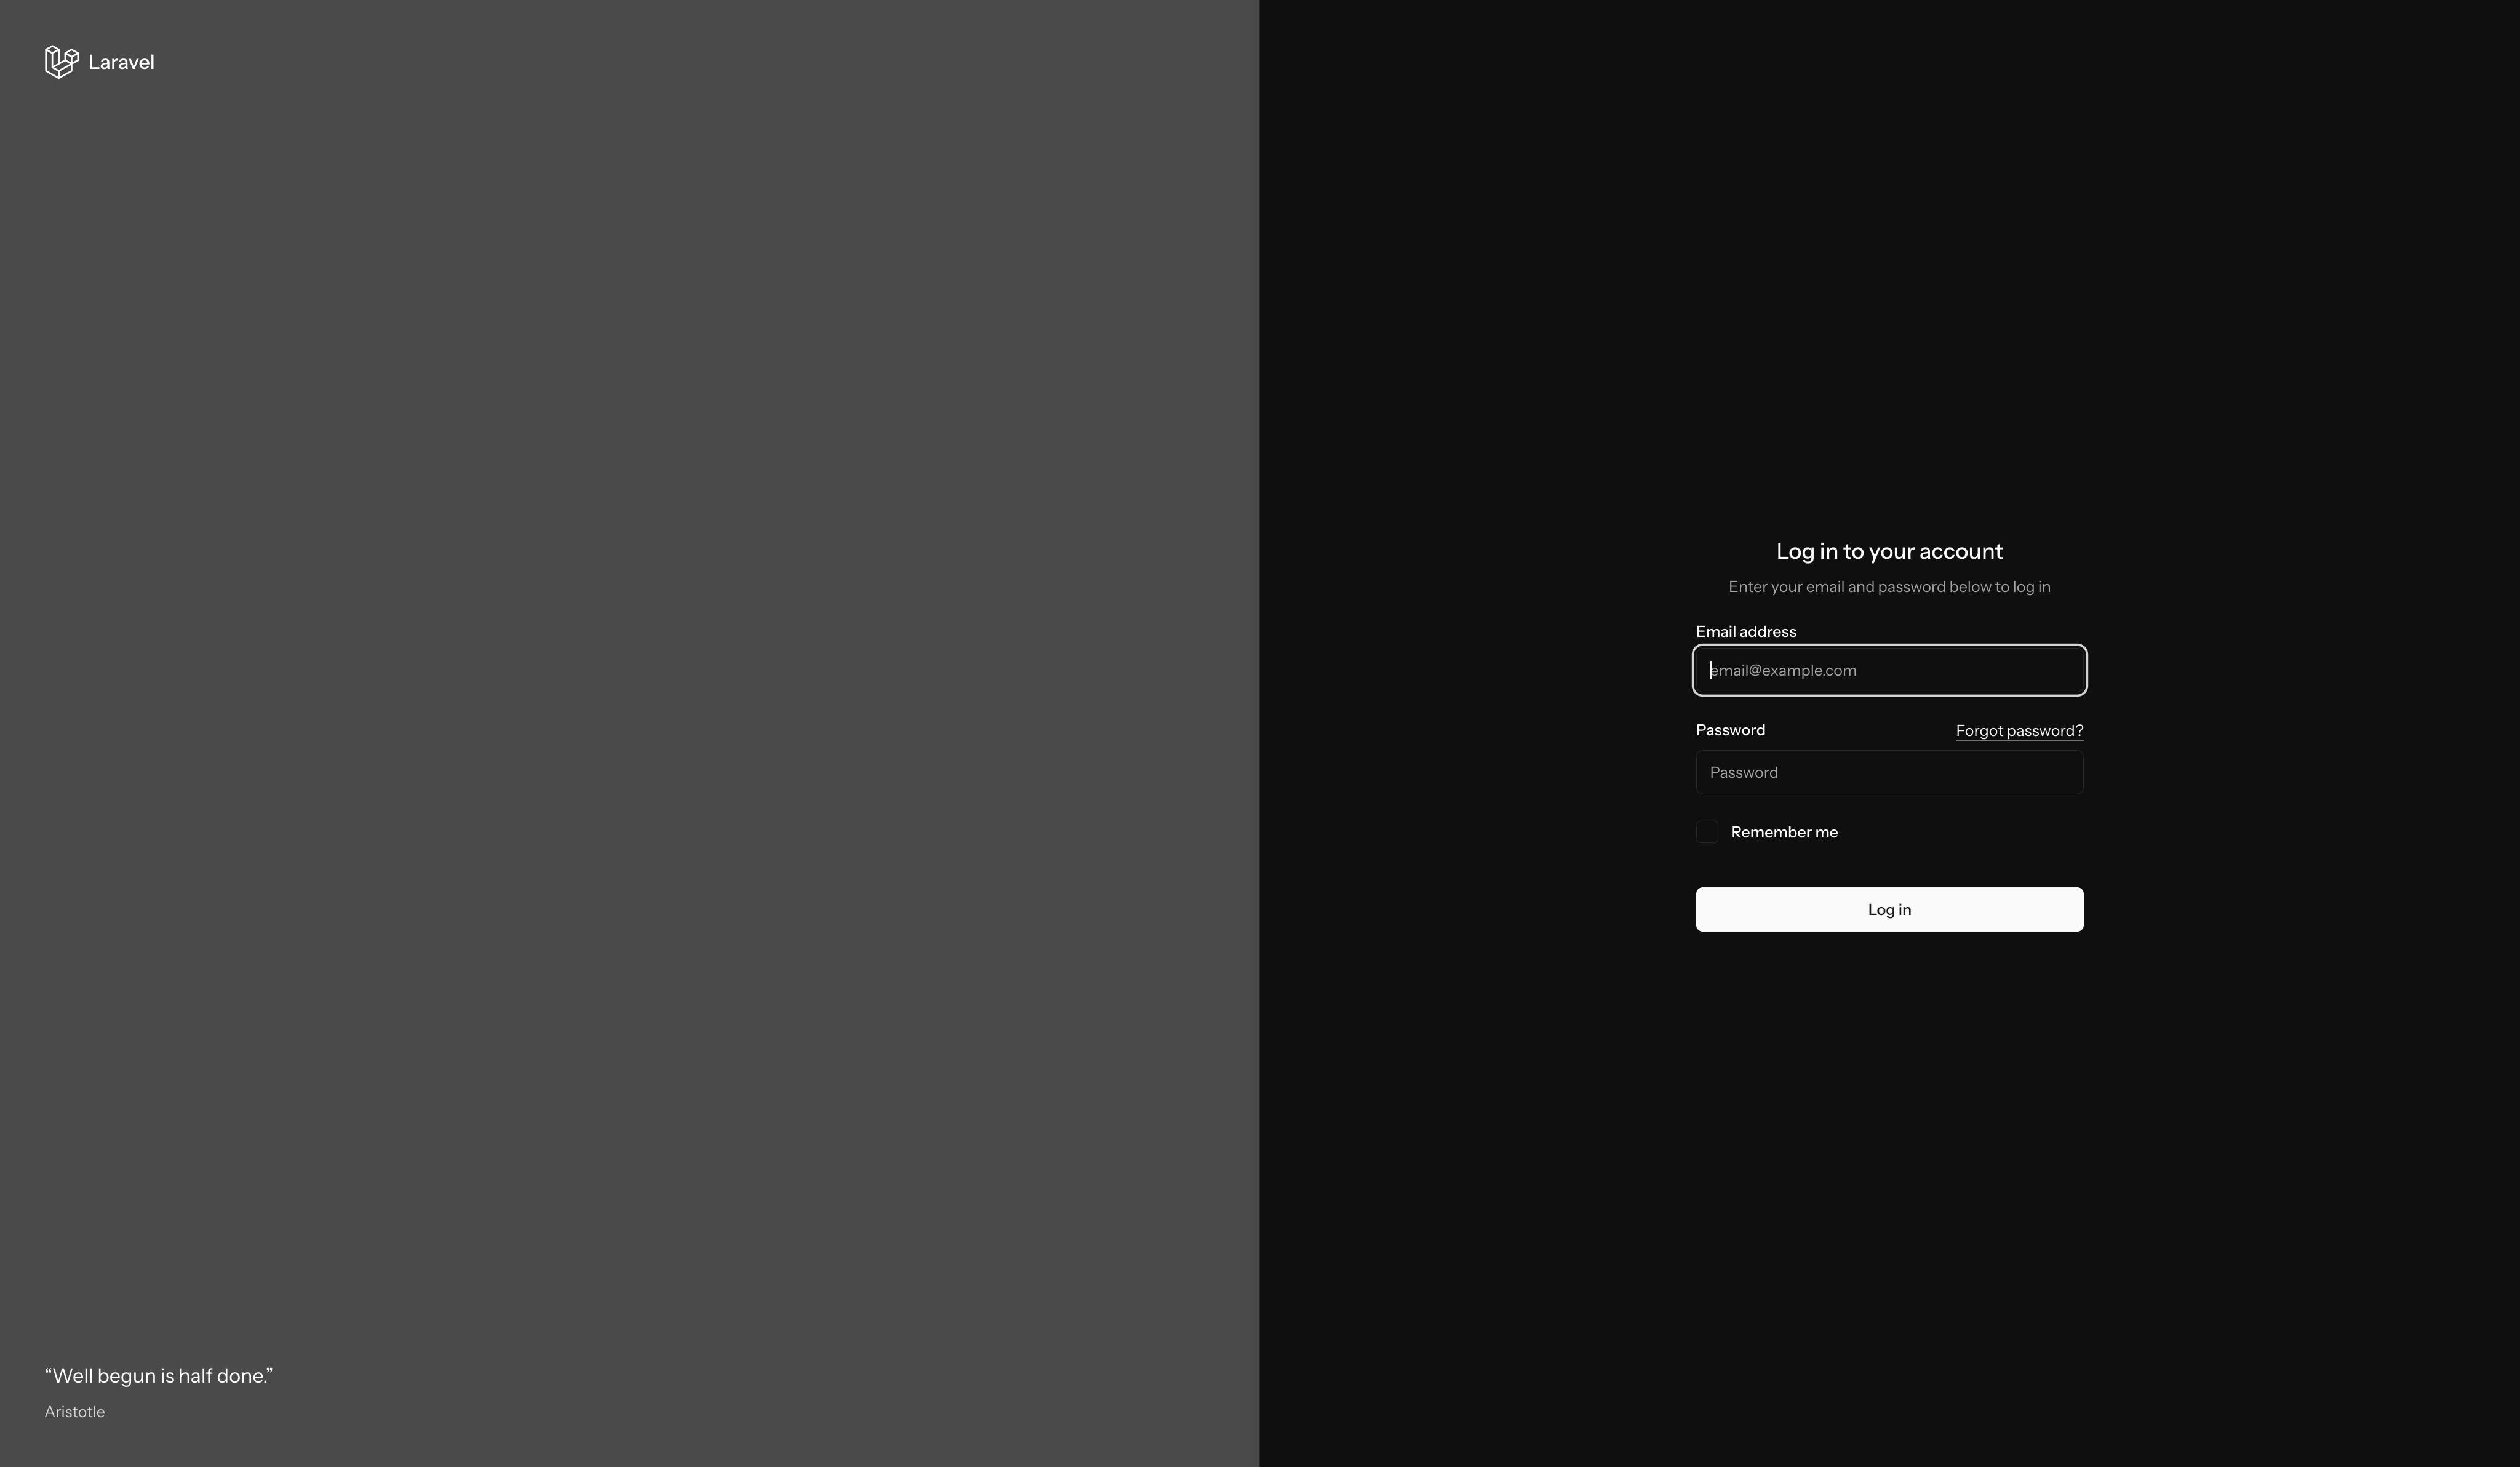 Laravel
“Well begun is half done.”
Aristotle
Log in to your account
Enter your email and password below to log in
Email address
email@example.com
Password
Forgot password?
Password
Remember me
Log in